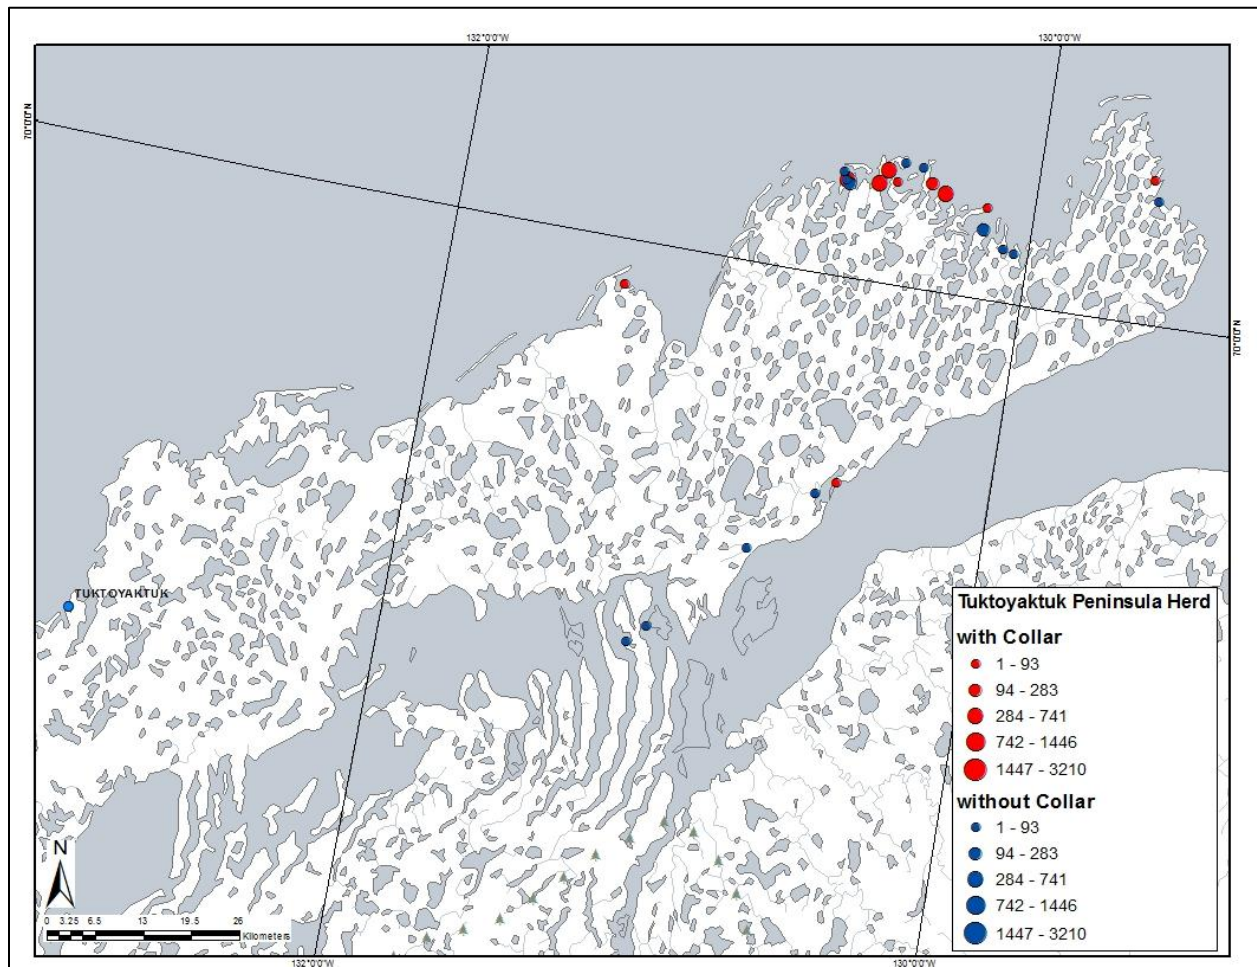 132°0'0"W
130°0'0"W
70°0'0"N
70°0'0"N
TUKTOYAKTUK
Tuktoyaktuk Peninsula Herd
with Collar
1 - 93
94 - 283
284 - 741
742 - 1446
1447 - 3210
without Collar
1 - 93
94 - 283
284 - 741
742 - 1446
1447 - 3210
N
0 3.25 6.5 13 19.5 26
Kilometers
132°0'0"W
130°0'0"W